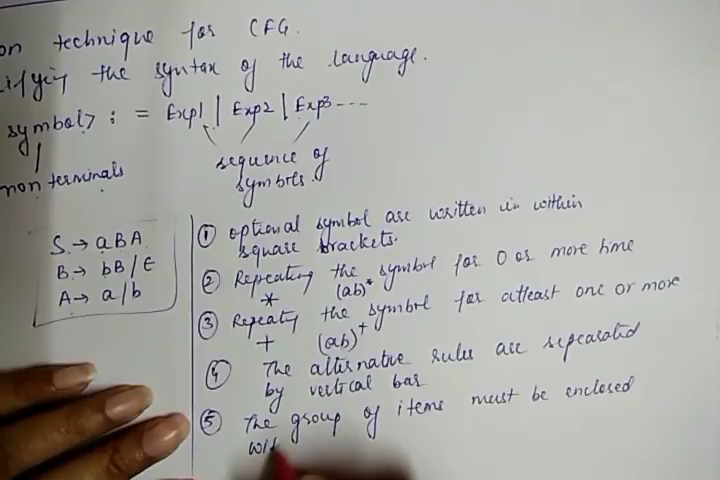 on technique for CFG.
ifying the syntax of the language.
symbol> : = Exp1 | Exp2 | Exp3 ---
non terminals
sequence of
symbols.
S → aBA
B → bB / ε
A → a/b
① optional symbol are written in within
square brackets.
② Repeating the symbol for 0 or more time
* (ab)*
③ Repeaty the symbol for atleast one or more
+ (ab)+
④ The alternative rules are sepearated
by vertical bar
⑤ The group of items must be enclosed
wit